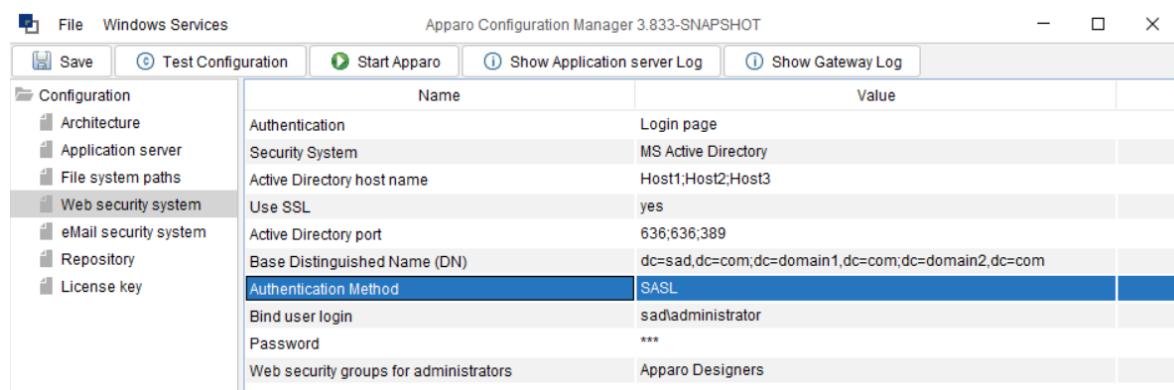 File Windows Services Apparo Configuration Manager 3.833-SNAPSHOT
Save Test Configuration Start Apparo Show Application server Log Show Gateway Log
Configuration
Architecture
Application server
File system paths
Web security system
eMail security system
Repository
License key
Name Value
Authentication Login page
Security System MS Active Directory
Active Directory host name Host1;Host2;Host3
Use SSL yes
Active Directory port 636;636;389
Base Distinguished Name (DN) dc=sad,dc=com;dc=domain1,dc=com;dc=domain2,dc=com
Authentication Method SASL
Bind user login sad\administrator
Password ***
Web security groups for administrators Apparo Designers